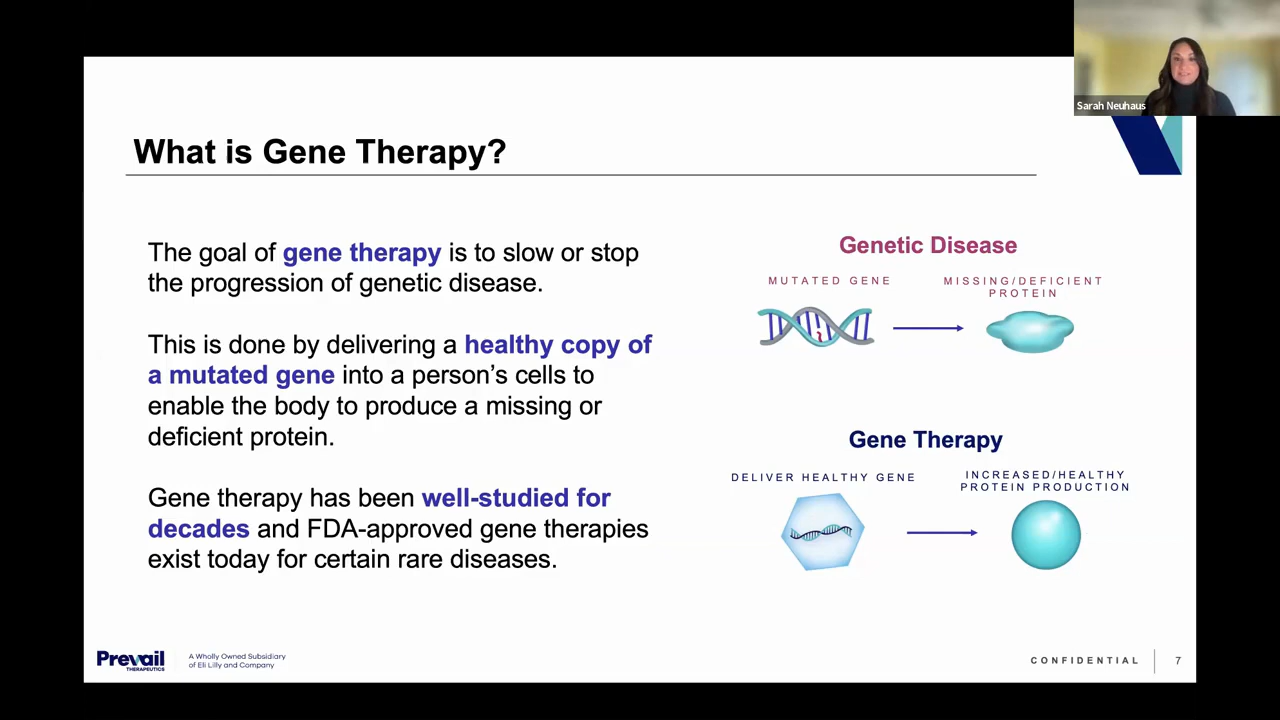 Sarah Neuhaus
What is Gene Therapy?
The goal of gene therapy is to slow or stop
the progression of genetic disease.
This is done by delivering a healthy copy of
a mutated gene into a person's cells to
enable the body to produce a missing or
deficient protein.
Gene therapy has been well-studied for
decades and FDA-approved gene therapies
exist today for certain rare diseases.
Genetic Disease
MUTATED GENE
MISSING/DEFICIENT
PROTEIN
Gene Therapy
DELIVER HEALTHY GENE
INCREASED/HEALTHY
PROTEIN PRODUCTION
Prevail
THERAPEUTICS
A Wholly Owned Subsidiary
of Eli Lilly and Company
CONFIDENTIAL
7